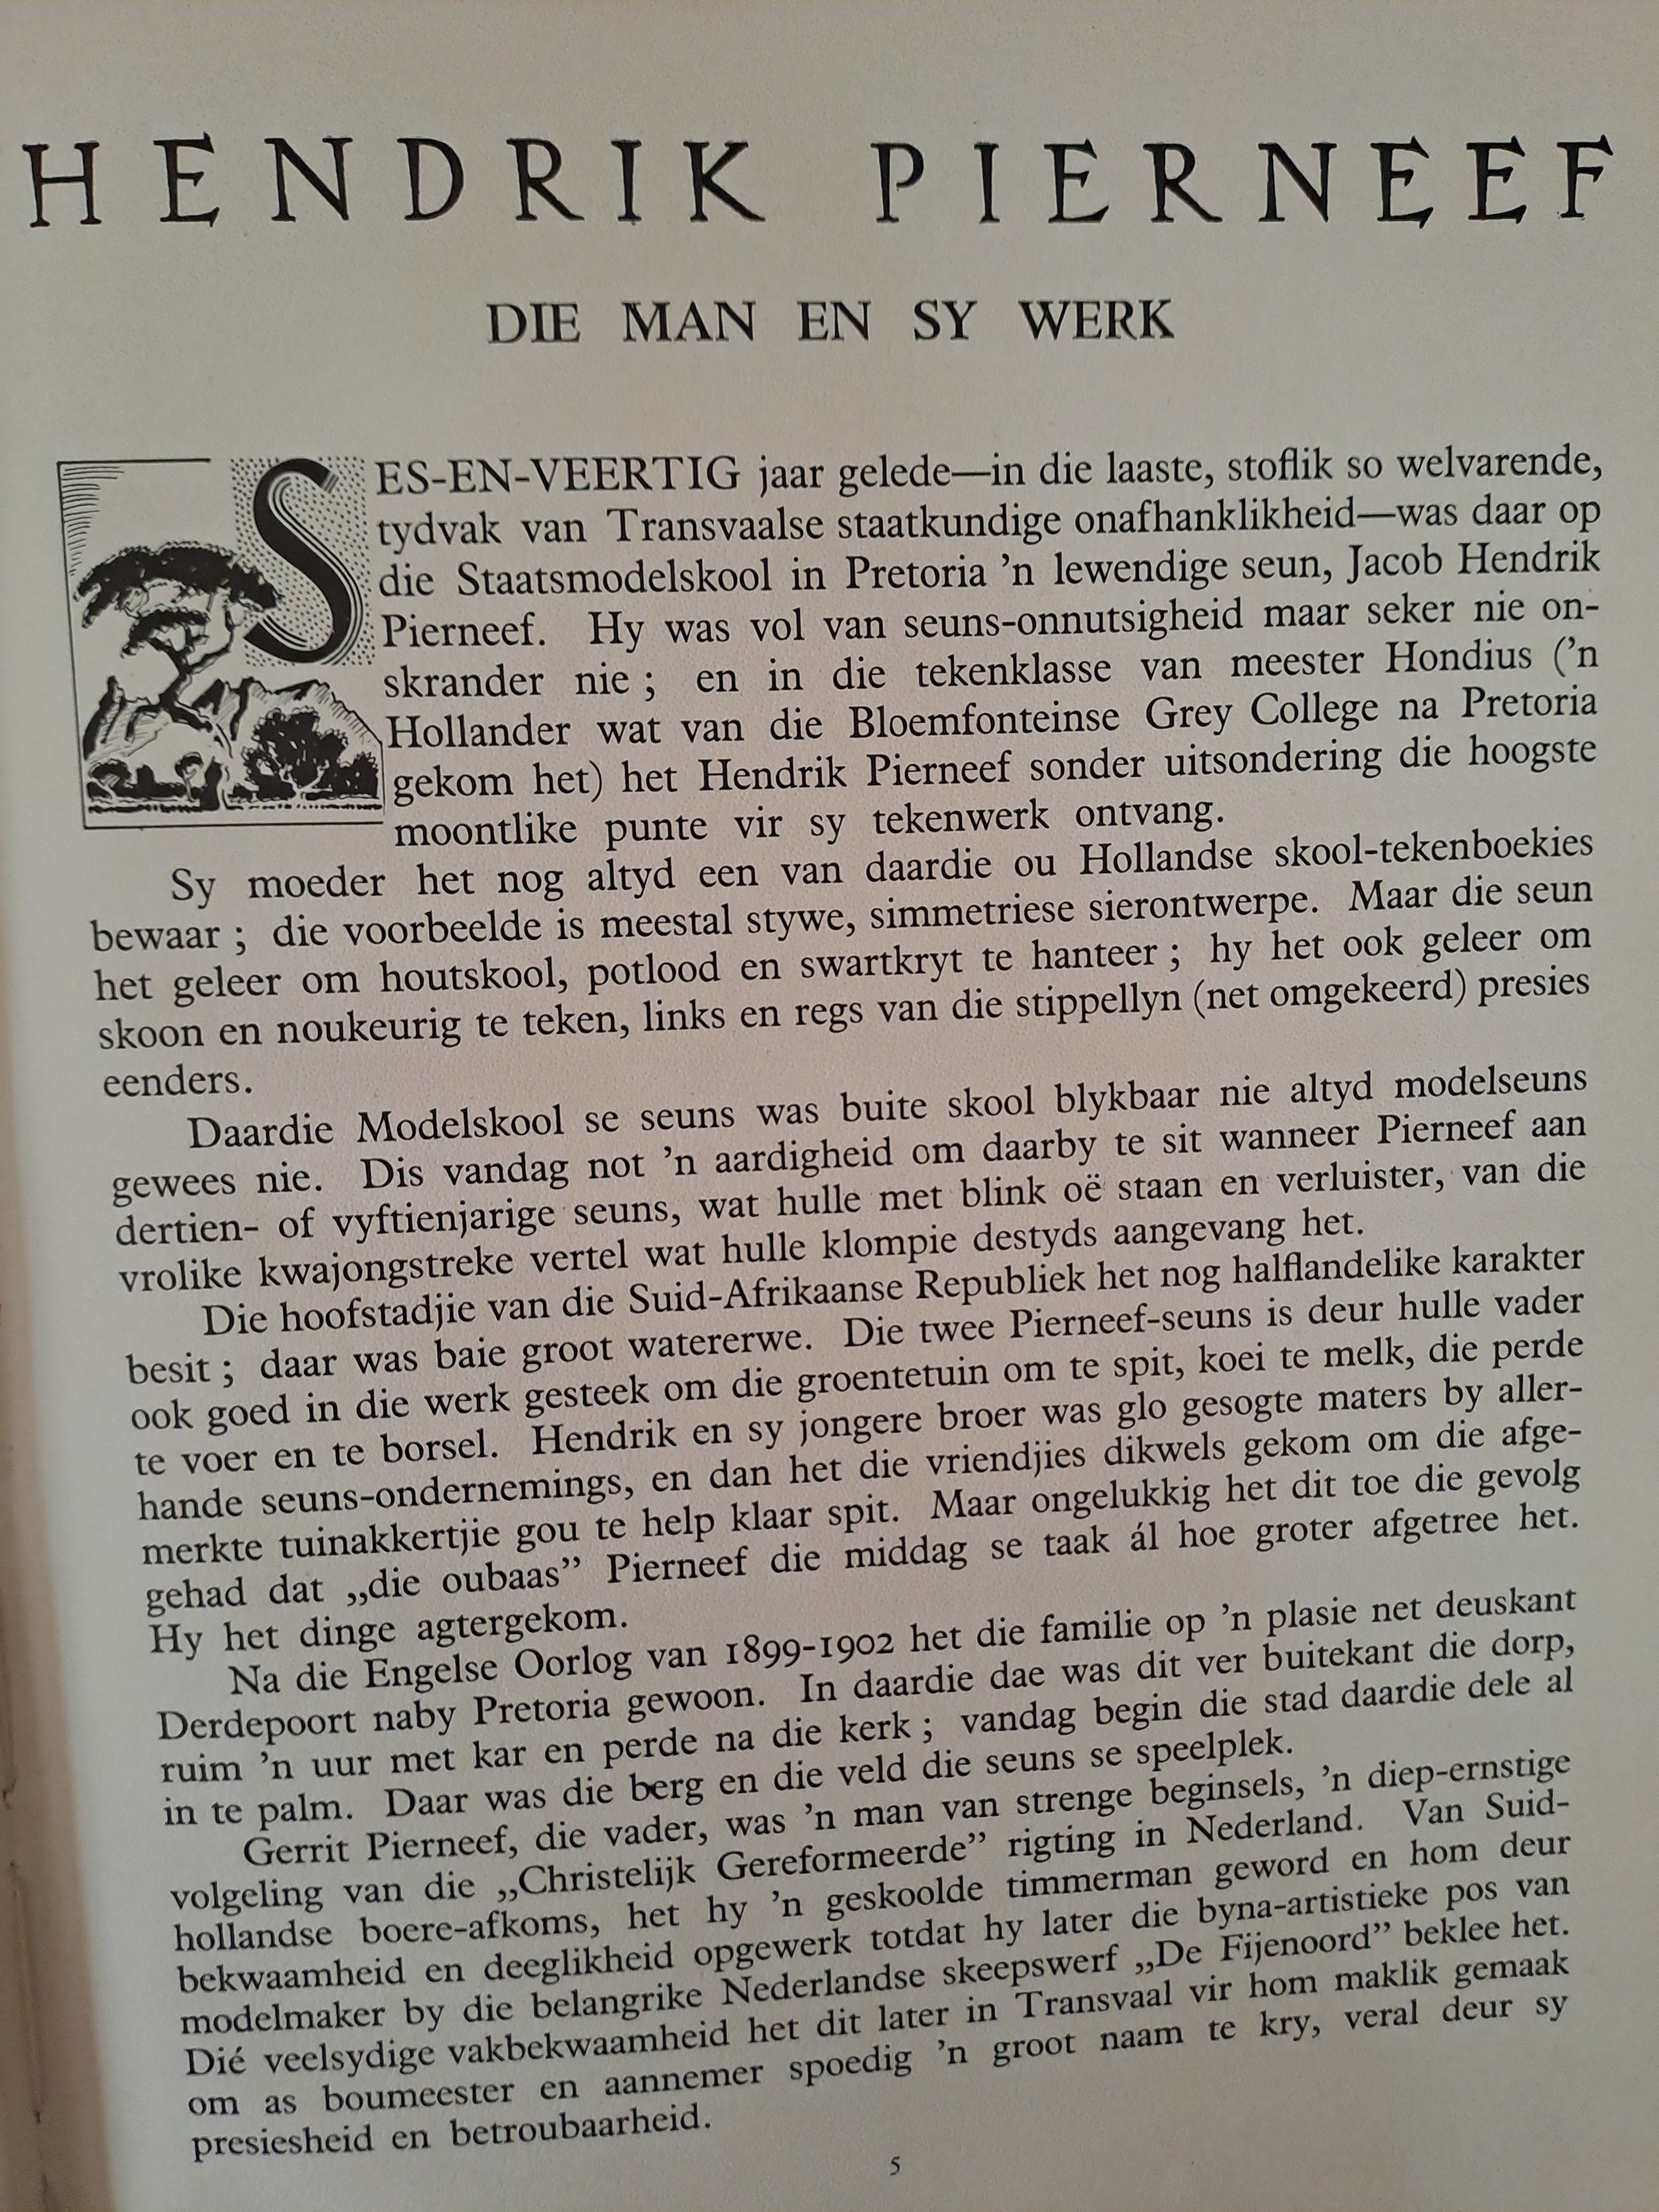 HENDRIK PIERNEEF
DIE MAN EN SY WERK
SES-EN-VEERTIG jaar gelede—in die laaste, stoflik so welvarende,
tydvak van Transvaalse staatkundige onafhanklikheid—was daar op
die Staatsmodelskool in Pretoria 'n lewendige seun, Jacob Hendrik
Pierneef. Hy was vol van seuns-onnutsigheid maar seker nie on-
skrander nie ; en in die tekenklasse van meester Hondius ('n
Hollander wat van die Bloemfonteinse Grey College na Pretoria
gekom het) het Hendrik Pierneef sonder uitsondering die hoogste
moontlike punte vir sy tekenwerk ontvang.
Sy moeder het nog altyd een van daardie ou Hollandse skool-tekenboekies
bewaar ; die voorbeelde is meestal stywe, simmetriese sierontwerpe. Maar die seun
het geleer om houtskool, potlood en swartkryt te hanteer ; hy het ook geleer om
skoon en noukeurig te teken, links en regs van die stippellyn (net omgekeerd) presies
eenders.
Daardie Modelskool se seuns was buite skool blykbaar nie altyd modelseuns
gewees nie. Dis vandag not 'n aardigheid om daarby te sit wanneer Pierneef aan
dertien- of vyftienjarige seuns, wat hulle met blink oë staan en verluister, van die
vrolike kwajongstreke vertel wat hulle klompie destyds aangevang het.
Die hoofstadjie van die Suid-Afrikaanse Republiek het nog halflandelike karakter
besit ; daar was baie groot watererwe. Die twee Pierneef-seuns is deur hulle vader
ook goed in die werk gesteek om die groentetuin om te spit, koei te melk, die perde
te voer en te borsel. Hendrik en sy jongere broer was glo gesogte maters by aller-
hande seuns-ondernemings, en dan het die vriendjies dikwels gekom om die afge-
merkte tuinakkertjie gou te help klaar spit. Maar ongelukkig het dit toe die gevolg
gehad dat „die oubaas” Pierneef die middag se taak ál hoe groter afgetree het.
Hy het dinge agtergekom.
Na die Engelse Oorlog van 1899-1902 het die familie op 'n plasie net deuskant
Derdepoort naby Pretoria gewoon. In daardie dae was dit ver buitekant die dorp,
ruim 'n uur met kar en perde na die kerk ; vandag begin die stad daardie dele al
in te palm. Daar was die berg en die veld die seuns se speelplek.
Gerrit Pierneef, die vader, was 'n man van strenge beginsels, 'n diep-ernstige
volgeling van die „Christelijk Gereformeerde” rigting in Nederland. Van Suid-
hollandse boere-afkoms, het hy 'n geskoolde timmerman geword en hom deur
bekwaamheid en deeglikheid opgewerk totdat hy later die byna-artistieke pos van
modelmaker by die belangrike Nederlandse skeepswerf „De Fijenoord” beklee het.
Dié veelsydige vakbekwaamheid het dit later in Transvaal vir hom maklik gemaak
om as boumeester en aannemer spoedig 'n groot naam te kry, veral deur sy
presiesheid en betroubaarheid.
5